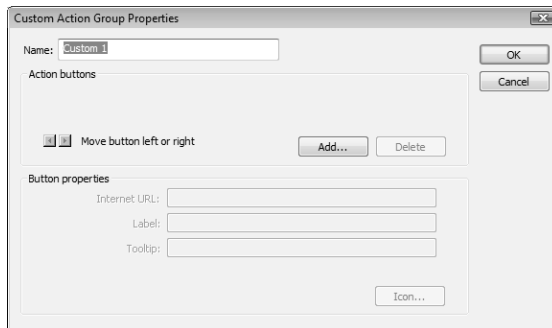 Custom Action Group Properties
Name: Custom 1
OK
Action buttons
Cancel
Move button left or right
Add...
Delete
Button properties
Internet URL:
Label:
Tooltip:
Icon...